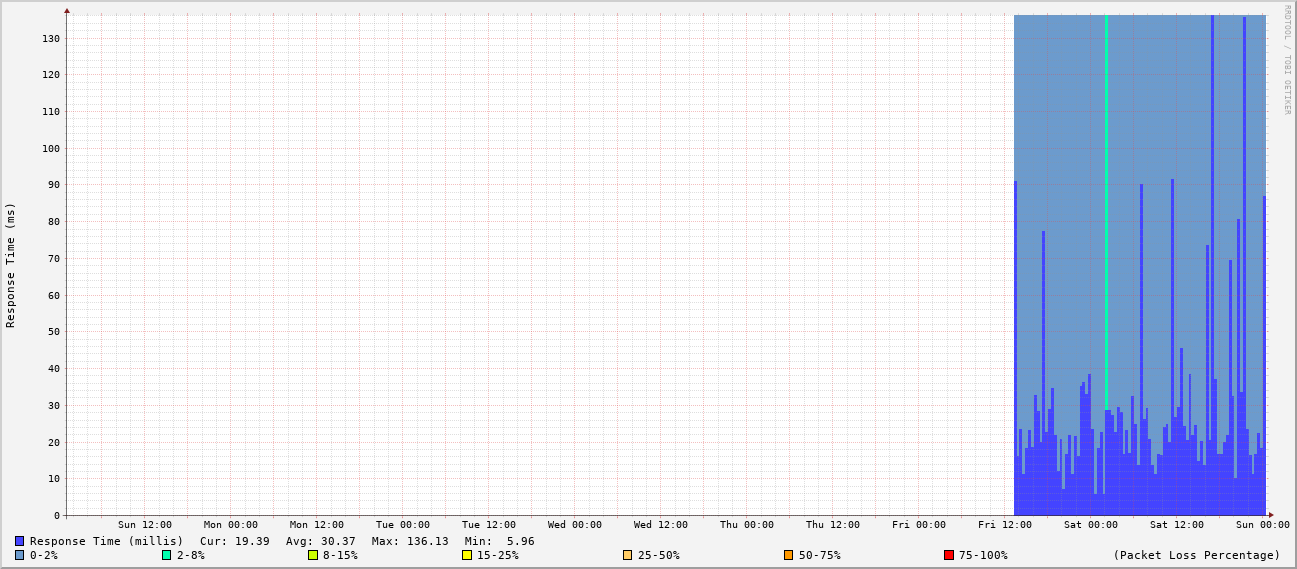 RRDTOOL / TOBI OETIKER
Response Time (ms)
130
120
110
100
90
80
70
60
50
40
30
20
10
0
Sun 12:00 Mon 00:00 Mon 12:00 Tue 00:00 Tue 12:00 Wed 00:00 Wed 12:00 Thu 00:00 Thu 12:00 Fri 00:00 Fri 12:00 Sat 00:00 Sat 12:00 Sun 00:00
Response Time (millis) Cur: 19.39 Avg: 30.37 Max: 136.13 Min: 5.96
0-2% 2-8% 8-15% 15-25% 25-50% 50-75% 75-100% (Packet Loss Percentage)